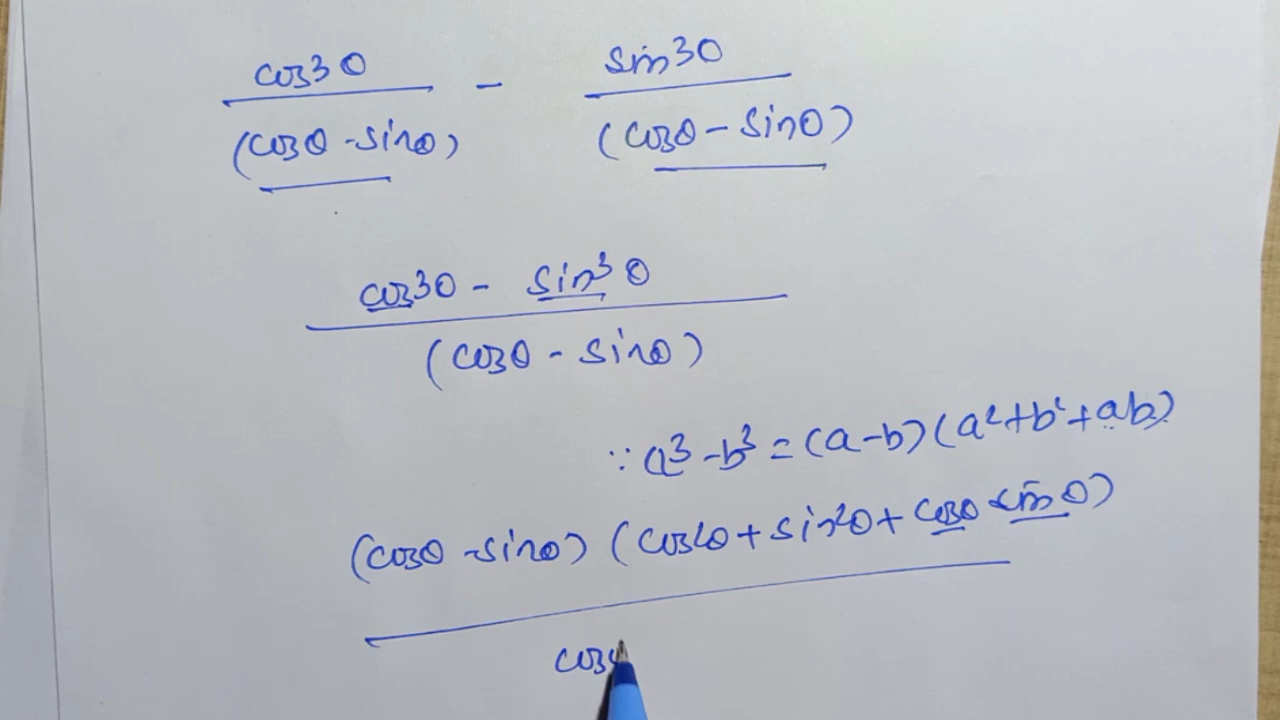 cos³θ - sin³θ
(cosθ - sinθ) (cosθ - sinθ)
cos³θ - sin³θ
(cosθ - sinθ)
∵ a³ - b³ = (a-b)(a²+b²+ab)
(cosθ - sinθ) (cos²θ + sin²θ + cosθ sinθ)
cos